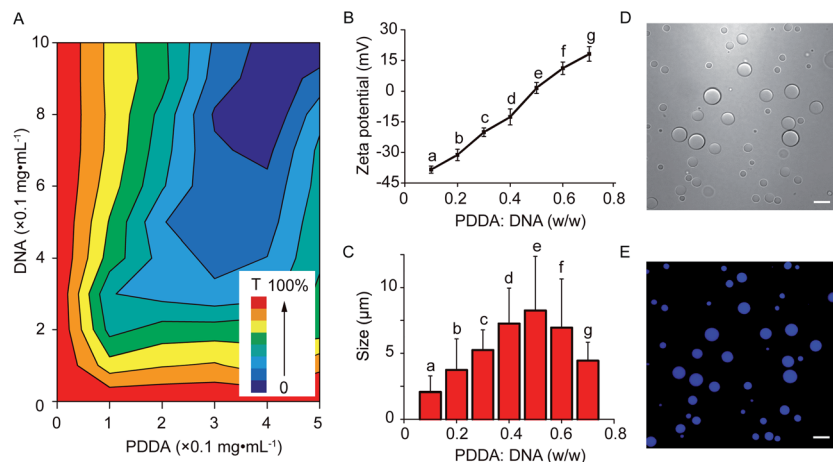 A
10
8
6
4
2
0
DNA (×0.1 mg•mL⁻¹)
T 100%
0
0 1 2 3 4 5
PDDA (×0.1 mg•mL⁻¹)
B
Zeta potential (mV)
30
15
0
-15
-30
-45
a b c d e f g
0 0.2 0.4 0.6 0.8
PDDA: DNA (w/w)
C
Size (µm)
10
5
0
a b c d e f g
0 0.2 0.4 0.6 0.8
PDDA: DNA (w/w)
D
E